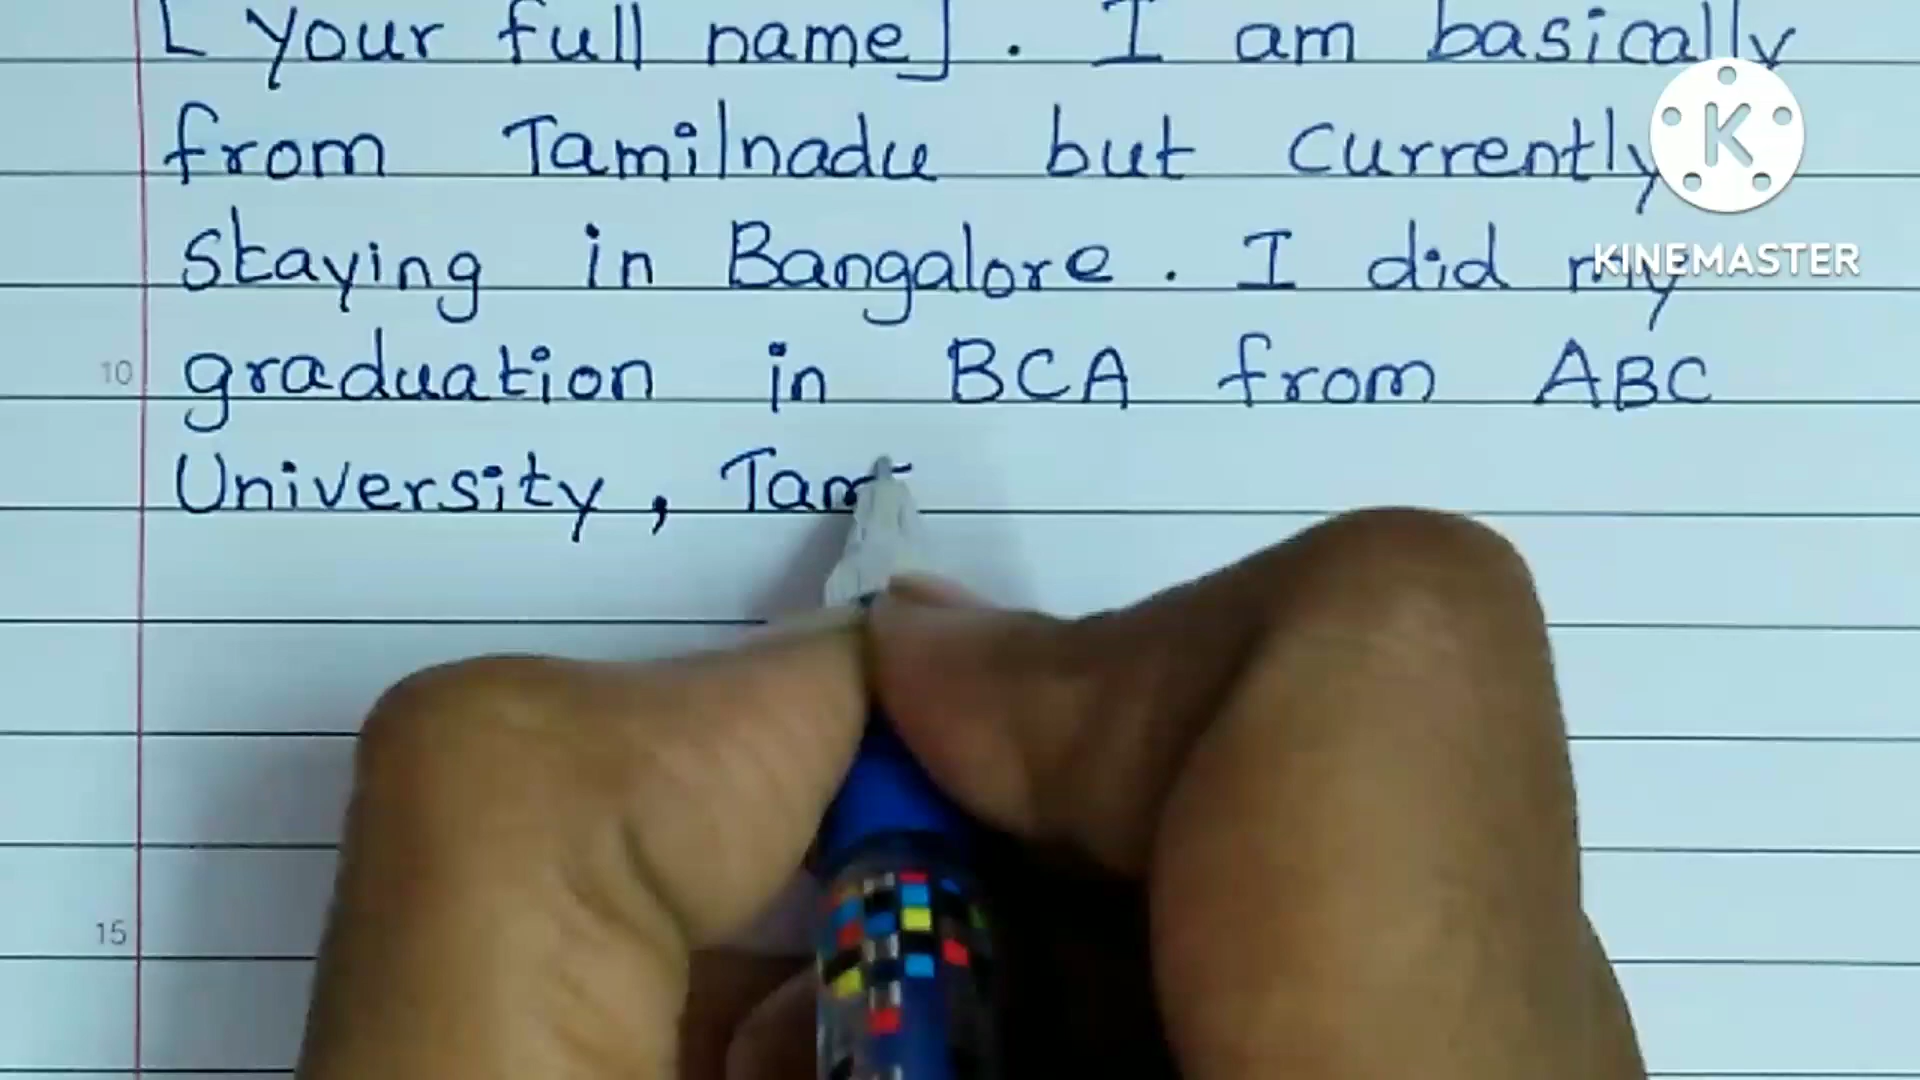 [your full name]. I am basically
from Tamilnadu but currently
staying in Bangalore. I did my
graduation in BCA from ABC
University, Tam
10
15
K
KINEMASTER